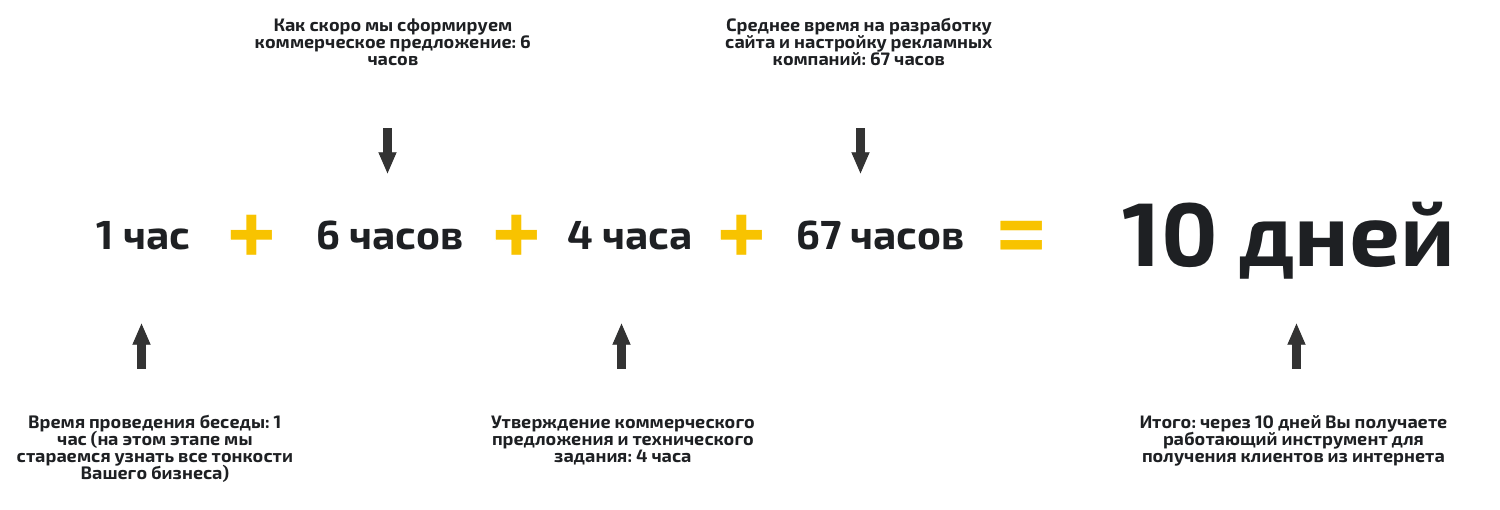 Как скоро мы сформируем
коммерческое предложение: 6
часов
Среднее время на разработку
сайта и настройку рекламных
компаний: 67 часов
1 час + 6 часов + 4 часа + 67 часов = 10 дней
Время проведения беседы: 1
час (на этом этапе мы
стараемся узнать все тонкости
Вашего бизнеса)
Утверждение коммерческого
предложения и технического
задания: 4 часа
Итого: через 10 дней Вы получаете
работающий инструмент для
получения клиентов из интернета